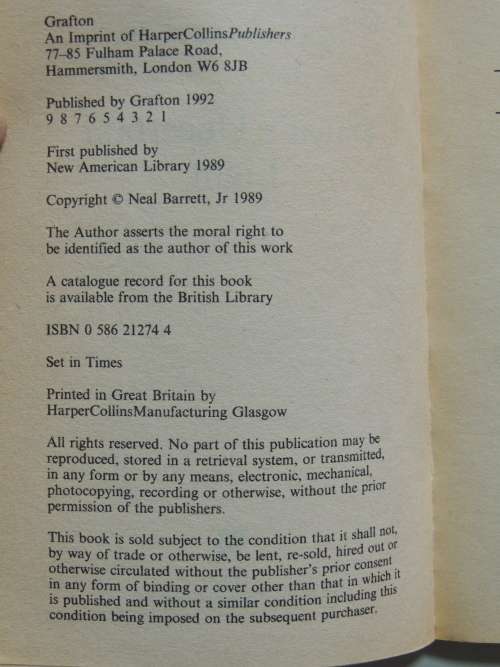 Grafton
An Imprint of HarperCollinsPublishers
77–85 Fulham Palace Road,
Hammersmith, London W6 8JB
Published by Grafton 1992
9 8 7 6 5 4 3 2 1
First published by
New American Library 1989
Copyright © Neal Barrett, Jr 1989
The Author asserts the moral right to
be identified as the author of this work
A catalogue record for this book
is available from the British Library
ISBN 0 586 21274 4
Set in Times
Printed in Great Britain by
HarperCollinsManufacturing Glasgow
All rights reserved. No part of this publication may be
reproduced, stored in a retrieval system, or transmitted,
in any form or by any means, electronic, mechanical,
photocopying, recording or otherwise, without the prior
permission of the publishers.
This book is sold subject to the condition that it shall not,
by way of trade or otherwise, be lent, re-sold, hired out or
otherwise circulated without the publisher's prior consent
in any form of binding or cover other than that in which it
is published and without a similar condition including this
condition being imposed on the subsequent purchaser.